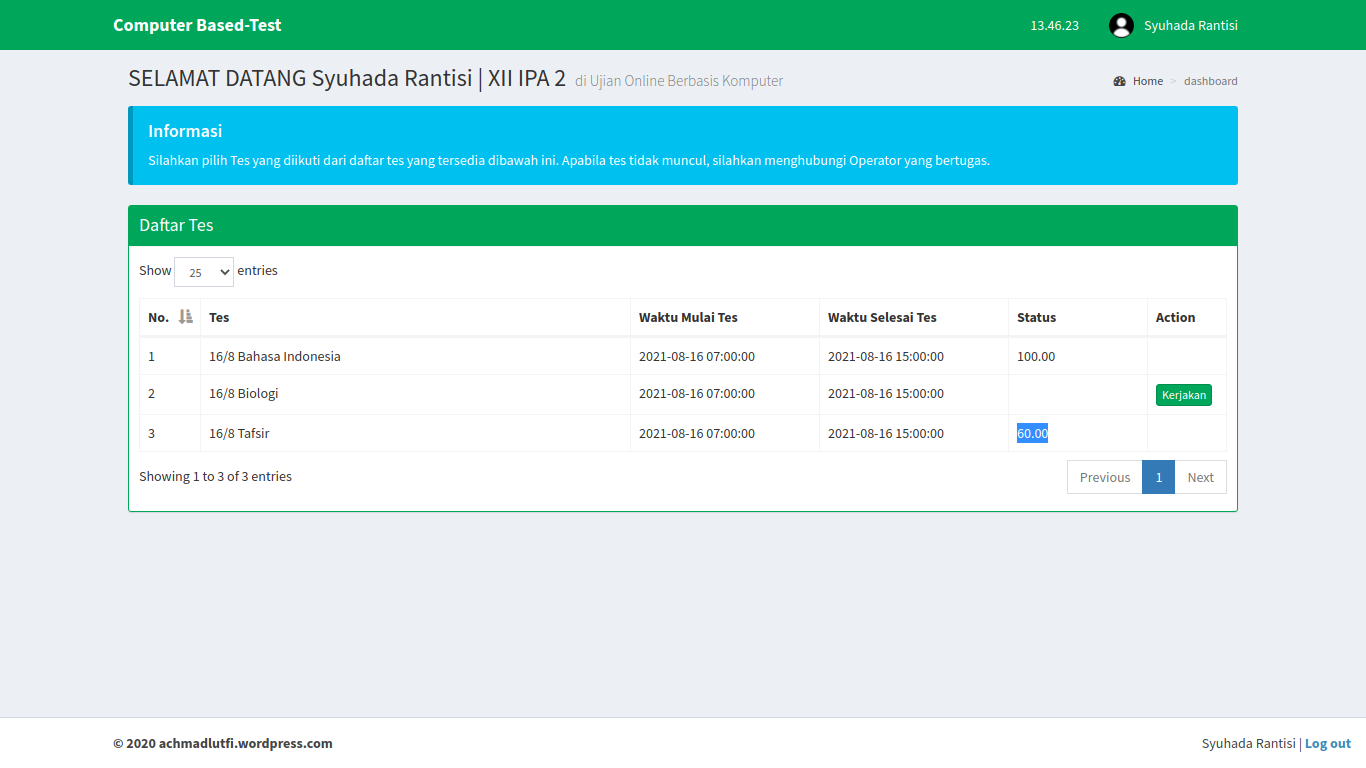 Computer Based-Test 13.46.23 Syuhada Rantisi
SELAMAT DATANG Syuhada Rantisi | XII IPA 2 di Ujian Online Berbasis Komputer Home > dashboard
Informasi
Silahkan pilih Tes yang diikuti dari daftar tes yang tersedia dibawah ini. Apabila tes tidak muncul, silahkan menghubungi Operator yang bertugas.
Daftar Tes
Show 25 entries
No. Tes Waktu Mulai Tes Waktu Selesai Tes Status Action
1 16/8 Bahasa Indonesia 2021-08-16 07:00:00 2021-08-16 15:00:00 100.00
2 16/8 Biologi 2021-08-16 07:00:00 2021-08-16 15:00:00 Kerjakan
3 16/8 Tafsir 2021-08-16 07:00:00 2021-08-16 15:00:00 60.00
Showing 1 to 3 of 3 entries Previous 1 Next
© 2020 achmadlutfi.wordpress.com Syuhada Rantisi | Log out